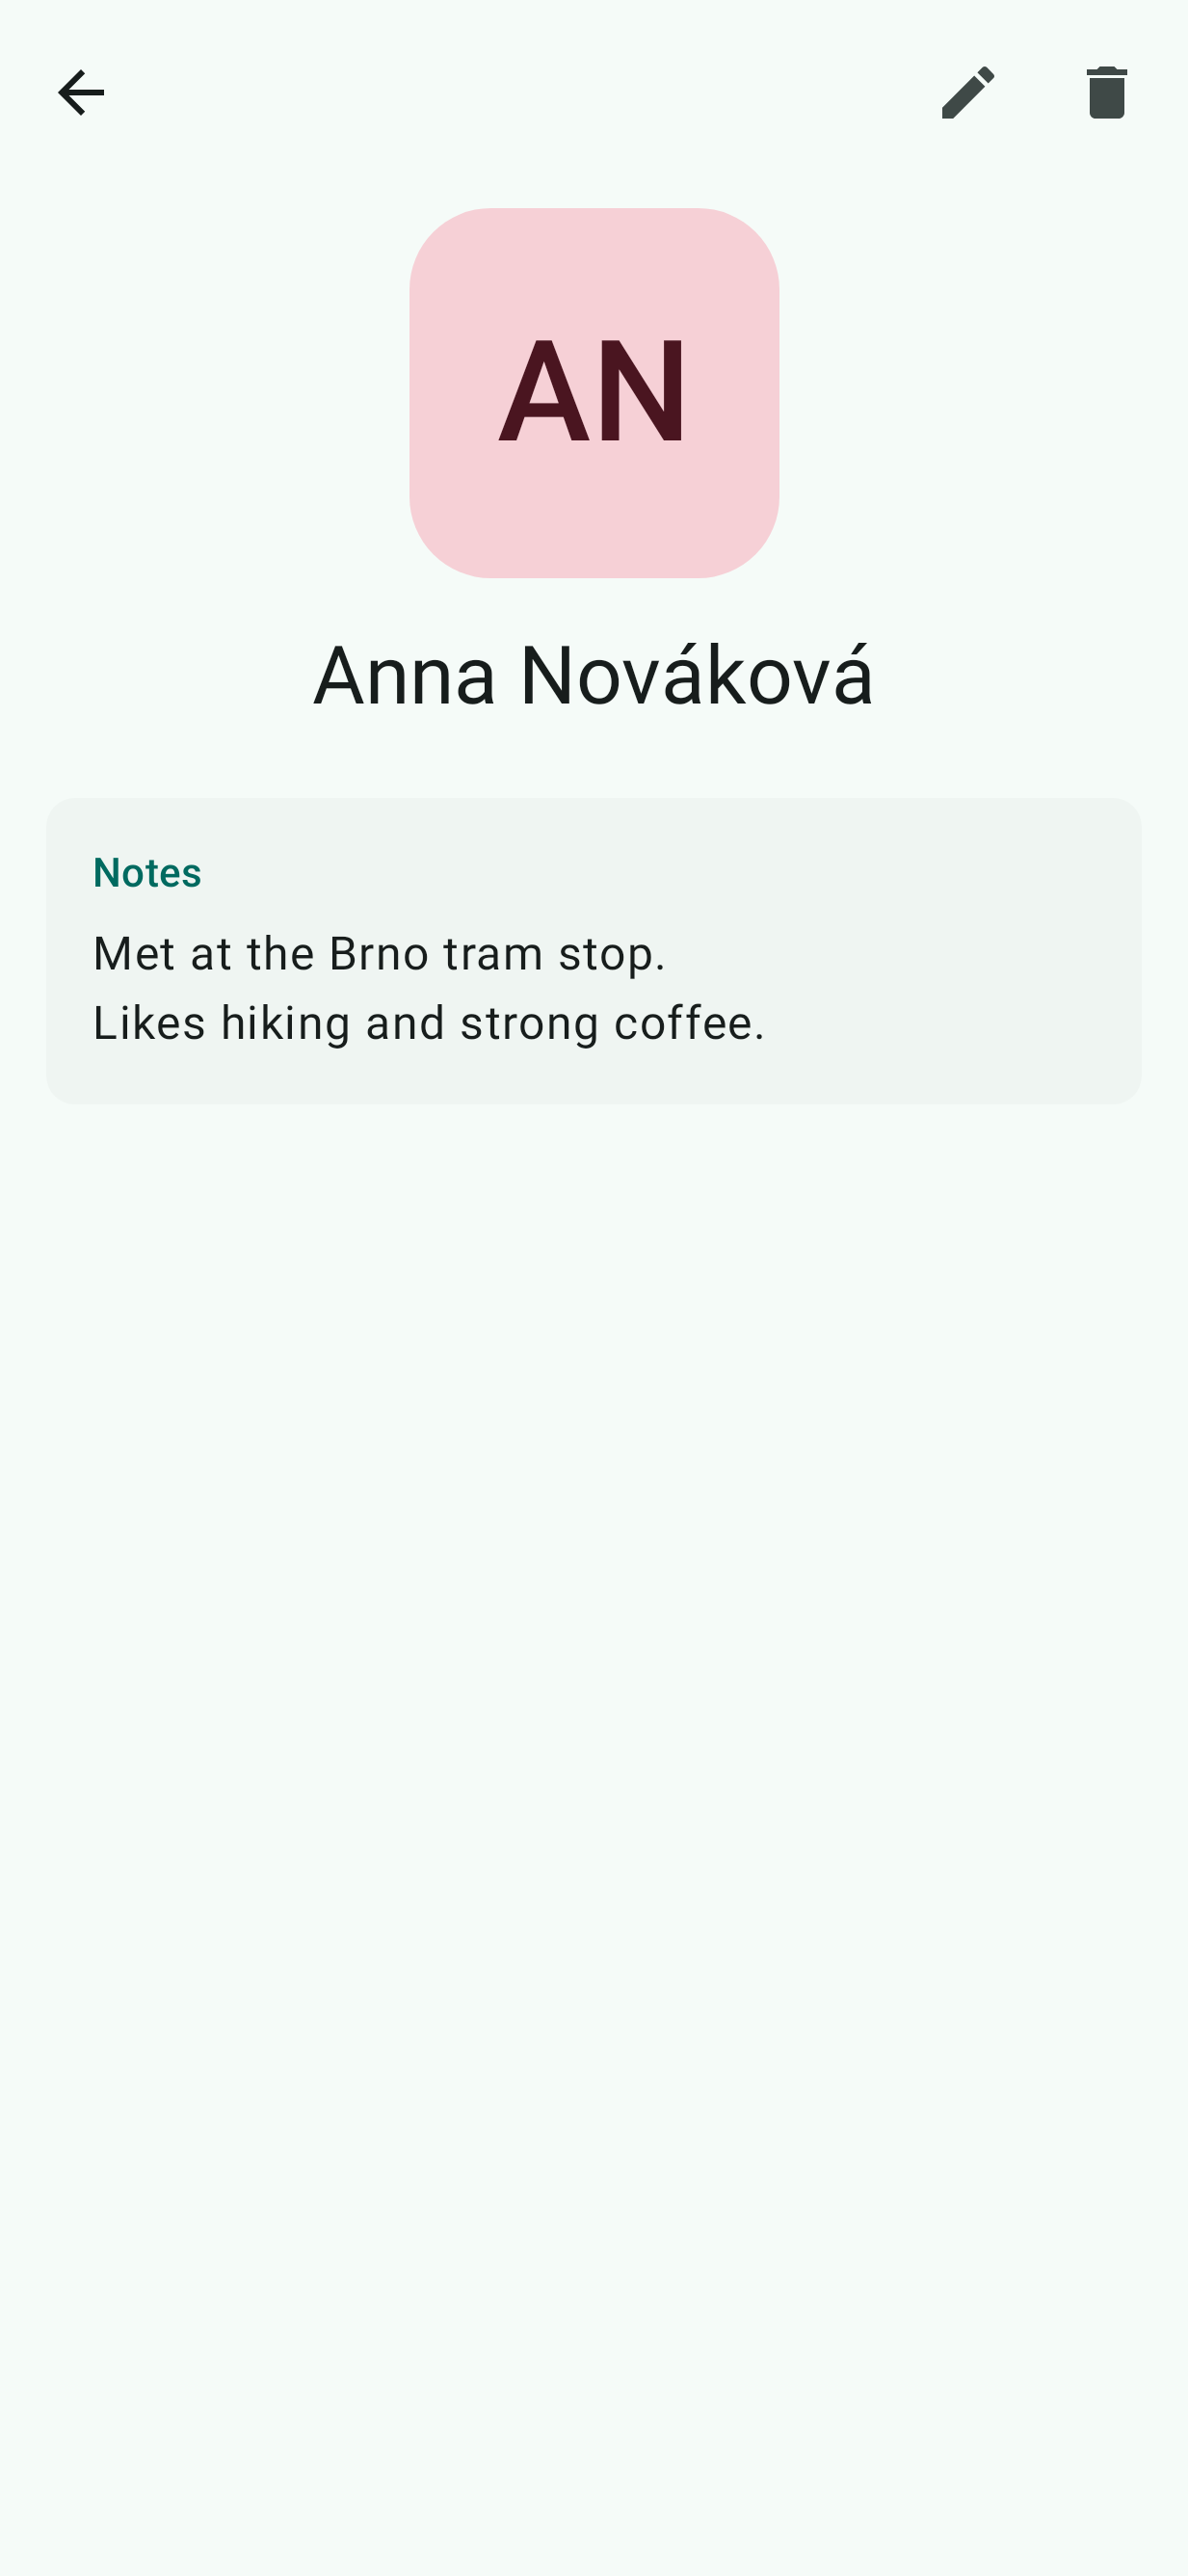 AN
Anna Nováková
Notes
Met at the Brno tram stop.
Likes hiking and strong coffee.